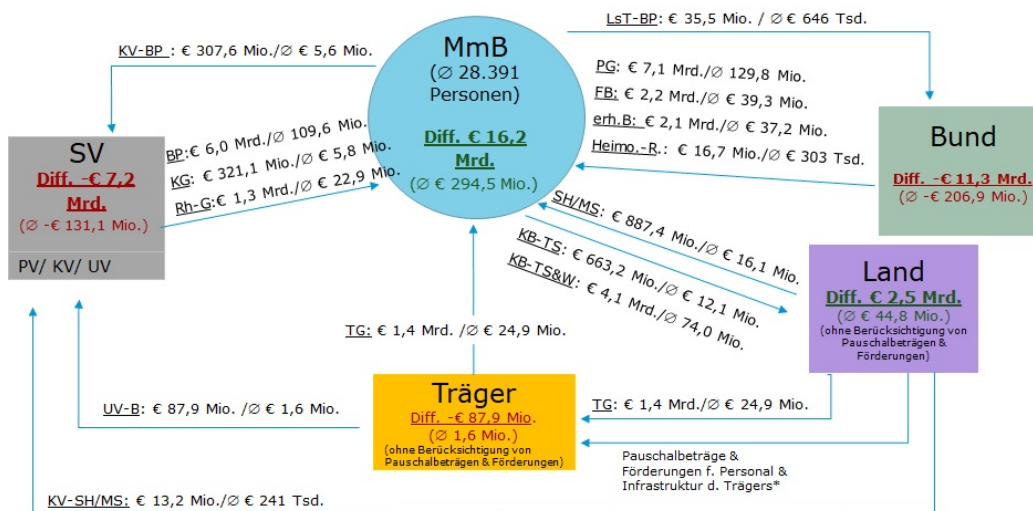 LsT-BP: € 35,5 Mio. / ∅ € 646 Tsd.
KV-BP : € 307,6 Mio./∅ € 5,6 Mio.
MmB
(∅ 28.391
Personen)
Diff. € 16,2
Mrd.
(∅ € 294,5 Mio.)
PG: € 7,1 Mrd./∅ 129,8 Mio.
FB: € 2,2 Mrd./∅ € 39,3 Mio.
erh.B: € 2,1 Mrd./∅ € 37,2 Mio.
Heimo.-R.: € 16,7 Mio./∅ € 303 Tsd.
SV
Diff. -€ 7,2
Mrd.
(∅ -€ 131,1 Mio.)
PV/ KV/ UV
BP:€ 6,0 Mrd./∅ 109,6 Mio.
KG: € 321,1 Mio./∅ € 5,8 Mio.
Rh-G:€ 1,3 Mrd./∅ € 22,9 Mio.
Bund
Diff. -€ 11,3 Mrd.
(∅ -€ 206,9 Mio.)
SH/MS: € 887,4 Mio./∅ € 16,1 Mio.
KB-TS: € 663,2 Mio./∅ € 12,1 Mio.
KB-TS&W: € 4,1 Mrd./∅ 74,0 Mio.
Land
Diff. € 2,5 Mrd.
(∅ € 44,8 Mio.)
(ohne Berücksichtigung von
Pauschalbeträgen &
Förderungen)
TG: € 1,4 Mrd. /∅ € 24,9 Mio.
Träger
Diff. -€ 87,9 Mio.
(∅ 1,6 Mio.)
(ohne Berücksichtigung von
Pauschalbeträgen & Förderungen)
UV-B: € 87,9 Mio. /∅ € 1,6 Mio.
TG: € 1,4 Mrd./∅ € 24,9 Mio.
Pauschalbeträge &
Förderungen f. Personal &
Infrastruktur d. Trägers*
KV-SH/MS: € 13,2 Mio./∅ € 241 Tsd.